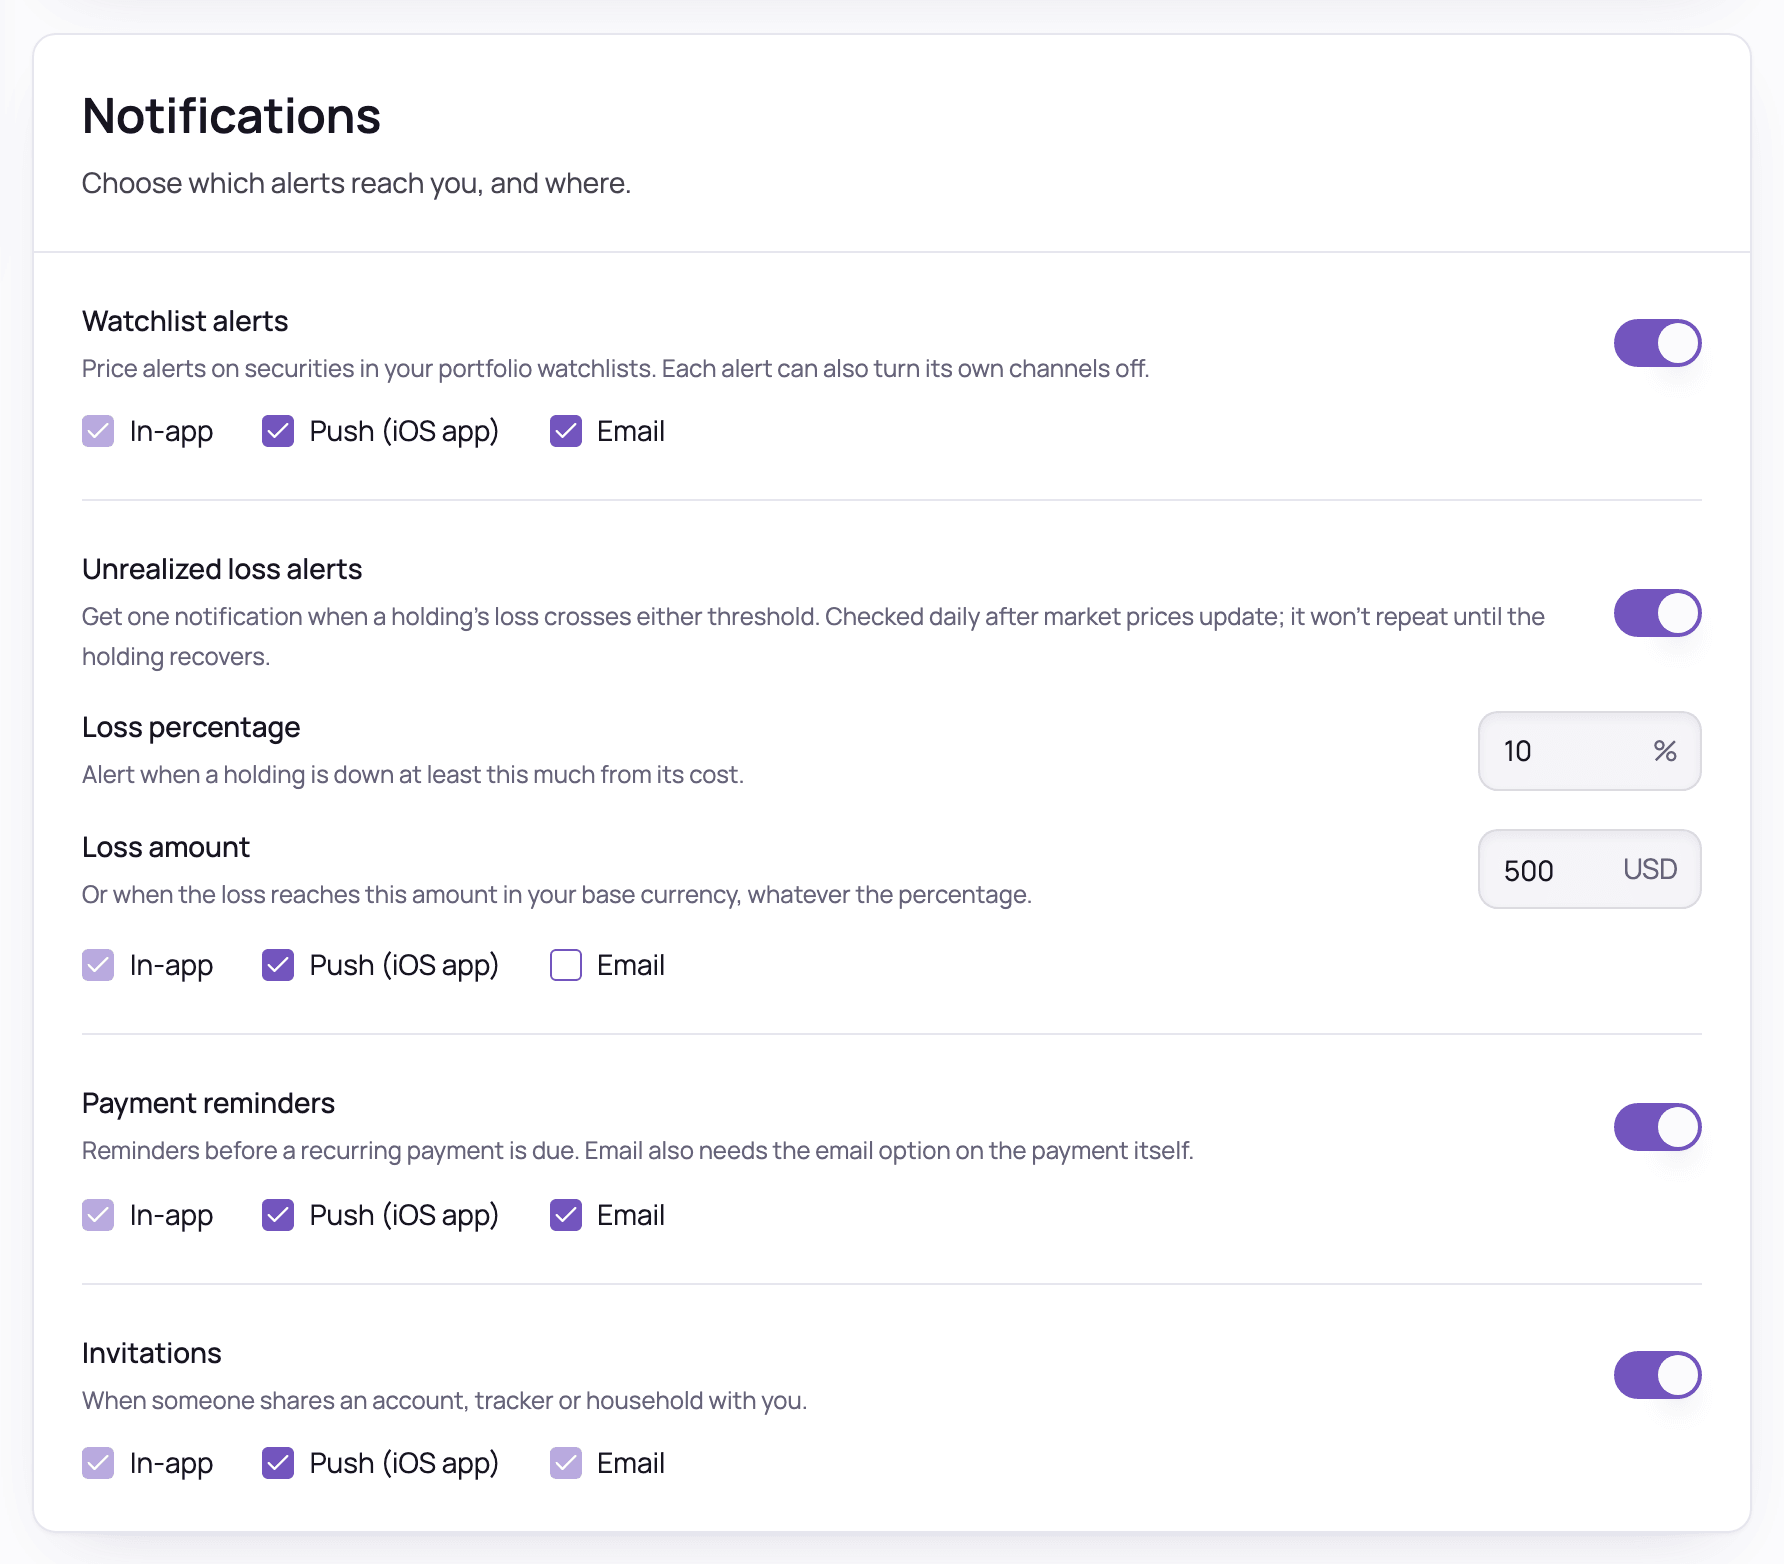 Notifications
Choose which alerts reach you, and where.
Watchlist alerts
Price alerts on securities in your portfolio watchlists. Each alert can also turn its own channels off.
In-app Push (iOS app) Email
Unrealized loss alerts
Get one notification when a holding's loss crosses either threshold. Checked daily after market prices update; it won't repeat until the
holding recovers.
Loss percentage
Alert when a holding is down at least this much from its cost.
10 %
Loss amount
Or when the loss reaches this amount in your base currency, whatever the percentage.
500 USD
In-app Push (iOS app) Email
Payment reminders
Reminders before a recurring payment is due. Email also needs the email option on the payment itself.
In-app Push (iOS app) Email
Invitations
When someone shares an account, tracker or household with you.
In-app Push (iOS app) Email